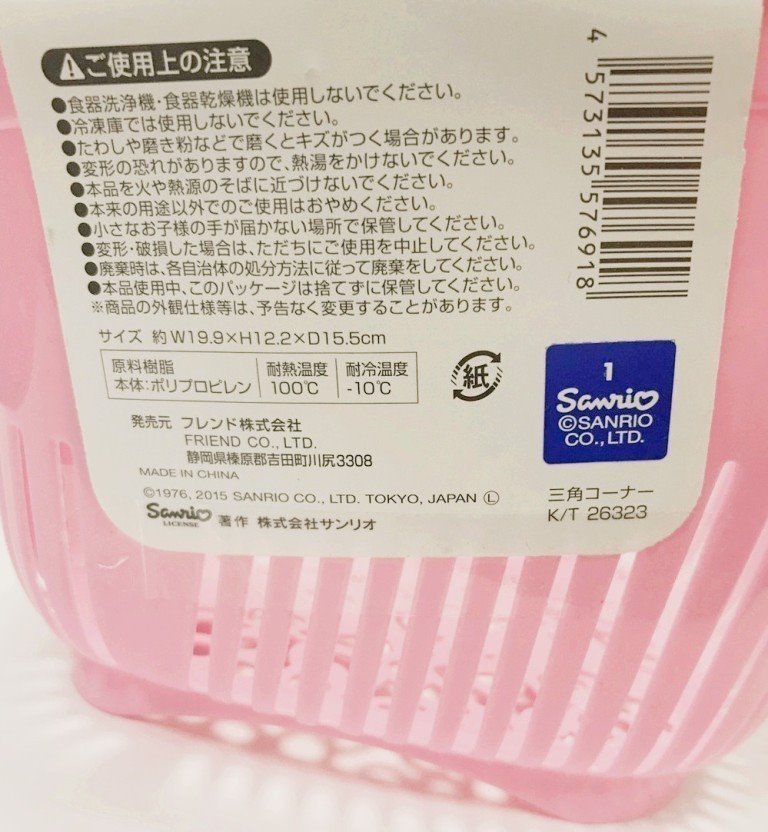 ⚠ご使用上の注意
●食器洗浄機・食器乾燥機は使用しないでください。
●冷凍庫では使用しないでください。
●たわしや磨き粉などで磨くとキズがつく場合があります。
●変形の恐れがありますので、熱湯をかけないでください。
●本品を火や熱源のそばに近づけないでください。
●本来の用途以外でのご使用はおやめください。
●小さなお子様の手が届かない場所で保管してください。
●変形・破損した場合は、ただちにご使用を中止してください。
●廃棄時は、各自治体の処分方法に従って廃棄をしてください。
●本品使用中、このパッケージは捨てずに保管してください。
※商品の外観仕様等は、予告なく変更することがあります。
サイズ 約W19.9×H12.2×D15.5cm
原料樹脂 耐熱温度 耐冷温度
本体:ポリプロピレン 100℃ -10℃
紙
発売元 フレンド株式会社
FRIEND CO., LTD.
静岡県榛原郡吉田町川尻3308
MADE IN CHINA
©1976, 2015 SANRIO CO., LTD. TOKYO, JAPAN Ⓛ
Sanrio LICENSE 著作 株式会社サンリオ
4 573135 576918
1
Sanrio
©SANRIO
CO., LTD.
三角コーナー
K/T 26323